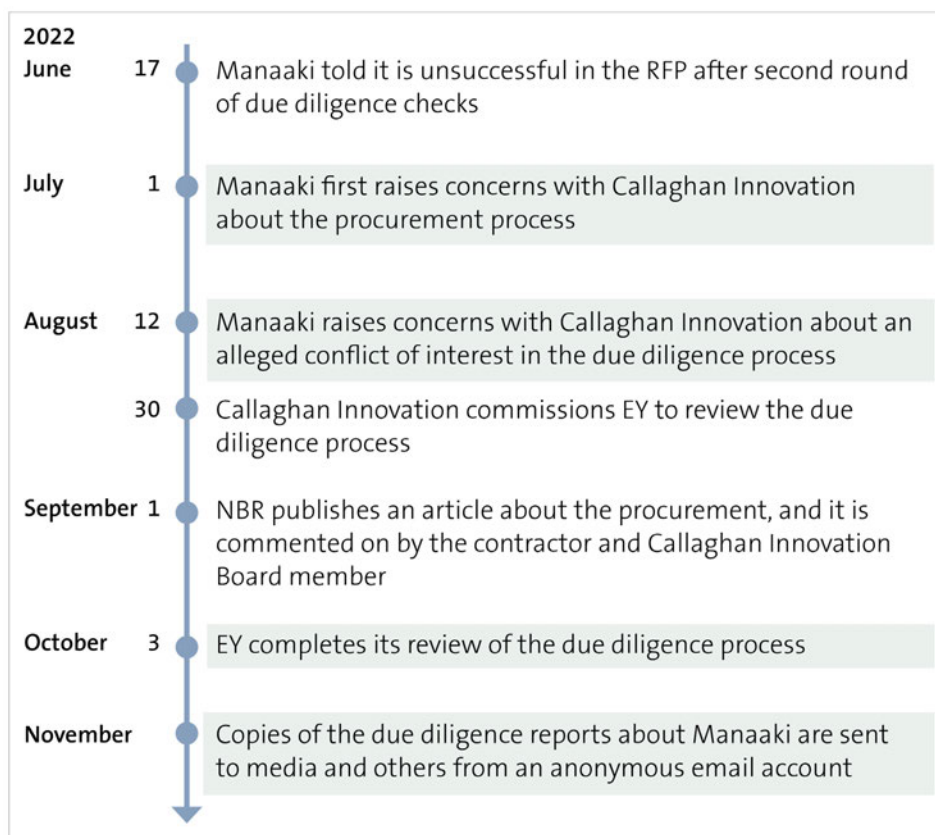 2022
June 17 Manaaki told it is unsuccessful in the RFP after second round
of due diligence checks
July 1 Manaaki first raises concerns with Callaghan Innovation
about the procurement process
August 12 Manaaki raises concerns with Callaghan Innovation about an
alleged conflict of interest in the due diligence process
30 Callaghan Innovation commissions EY to review the due
diligence process
September 1 NBR publishes an article about the procurement, and it is
commented on by the contractor and Callaghan Innovation
Board member
October 3 EY completes its review of the due diligence process
November Copies of the due diligence reports about Manaaki are sent
to media and others from an anonymous email account